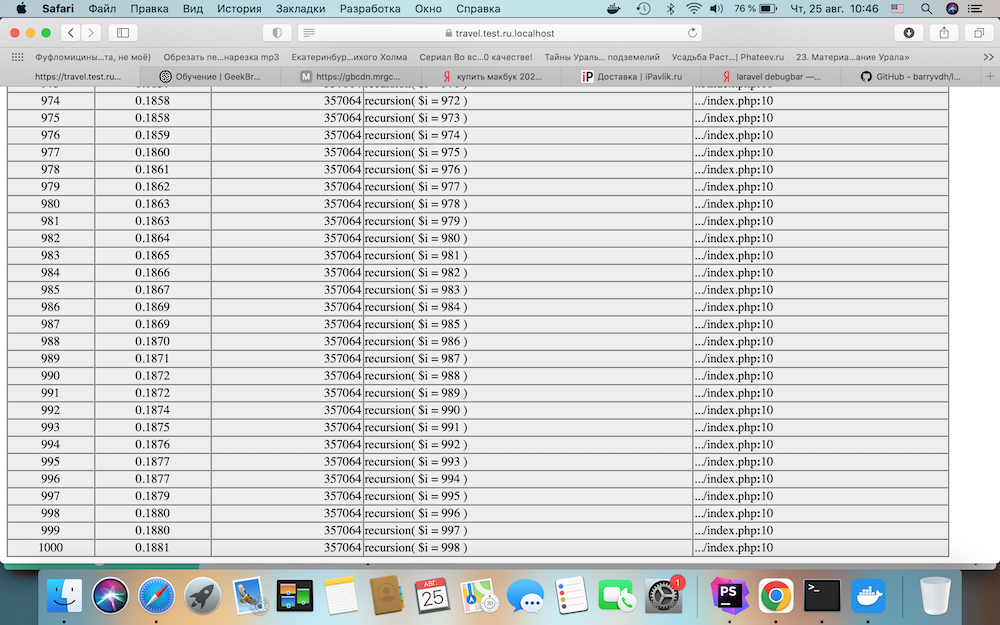 Safari Файл Правка Вид История Закладки Разработка Окно Справка 76 % Чт, 25 авг. 10:46
travel.test.ru.localhost
Фуфломицины...та, не моё) Обрезать пе...нарезка mp3 Екатеринбур...ихого Холма Сериал Во вс...0 качестве! Тайны Ураль... подземелий Усадьба Раст...| Phateev.ru 23. Материа...ание Урала»
https://travel.test.ru... Обучение | GeekBr... M https://gbcdn.mrgc... Я купить макбук 202... iP Доставка | iPavlik.ru Я laravel debugbar —... GitHub - barryvdh/l...
974 0.1858 357064 recursion( $i = 972 ) .../index.php:10
975 0.1858 357064 recursion( $i = 973 ) .../index.php:10
976 0.1859 357064 recursion( $i = 974 ) .../index.php:10
977 0.1860 357064 recursion( $i = 975 ) .../index.php:10
978 0.1861 357064 recursion( $i = 976 ) .../index.php:10
979 0.1862 357064 recursion( $i = 977 ) .../index.php:10
980 0.1863 357064 recursion( $i = 978 ) .../index.php:10
981 0.1863 357064 recursion( $i = 979 ) .../index.php:10
982 0.1864 357064 recursion( $i = 980 ) .../index.php:10
983 0.1865 357064 recursion( $i = 981 ) .../index.php:10
984 0.1866 357064 recursion( $i = 982 ) .../index.php:10
985 0.1867 357064 recursion( $i = 983 ) .../index.php:10
986 0.1869 357064 recursion( $i = 984 ) .../index.php:10
987 0.1869 357064 recursion( $i = 985 ) .../index.php:10
988 0.1870 357064 recursion( $i = 986 ) .../index.php:10
989 0.1871 357064 recursion( $i = 987 ) .../index.php:10
990 0.1872 357064 recursion( $i = 988 ) .../index.php:10
991 0.1872 357064 recursion( $i = 989 ) .../index.php:10
992 0.1874 357064 recursion( $i = 990 ) .../index.php:10
993 0.1875 357064 recursion( $i = 991 ) .../index.php:10
994 0.1876 357064 recursion( $i = 992 ) .../index.php:10
995 0.1877 357064 recursion( $i = 993 ) .../index.php:10
996 0.1877 357064 recursion( $i = 994 ) .../index.php:10
997 0.1879 357064 recursion( $i = 995 ) .../index.php:10
998 0.1880 357064 recursion( $i = 996 ) .../index.php:10
999 0.1880 357064 recursion( $i = 997 ) .../index.php:10
1000 0.1881 357064 recursion( $i = 998 ) .../index.php:10
АВГ
25
1
PS